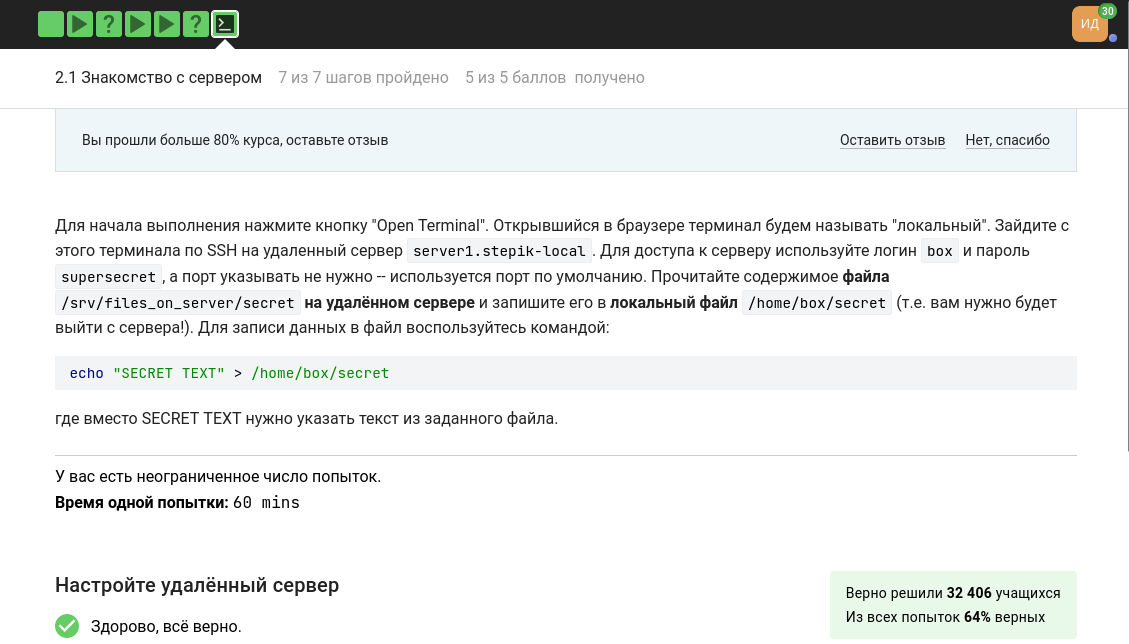 ИД
30
2.1 Знакомство с сервером 7 из 7 шагов пройдено 5 из 5 баллов получено
Вы прошли больше 80% курса, оставьте отзыв Оставить отзыв Нет, спасибо
Для начала выполнения нажмите кнопку "Open Terminal". Открывшийся в браузере терминал будем называть "локальный". Зайдите с
этого терминала по SSH на удаленный сервер server1.stepik-local . Для доступа к серверу используйте логин box и пароль
supersecret , а порт указывать не нужно -- используется порт по умолчанию. Прочитайте содержимое файла
/srv/files_on_server/secret на удалённом сервере и запишите его в локальный файл /home/box/secret (т.е. вам нужно будет
выйти с сервера!). Для записи данных в файл воспользуйтесь командой:
echo "SECRET TEXT" > /home/box/secret
где вместо SECRET TEXT нужно указать текст из заданного файла.
У вас есть неограниченное число попыток.
Время одной попытки: 60 mins
Настройте удалённый сервер
Здорово, всё верно.
Верно решили 32 406 учащихся
Из всех попыток 64% верных